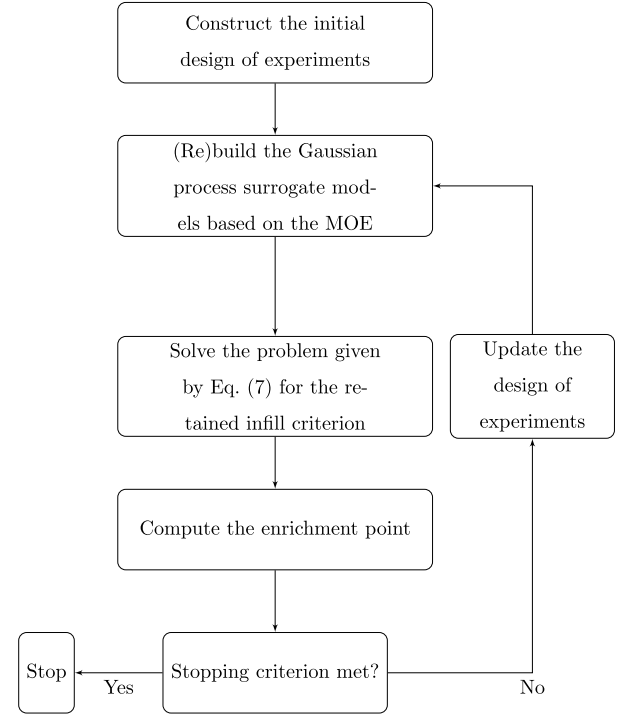 Construct the initial
design of experiments
(Re)build the Gaussian
process surrogate mod-
els based on the MOE
Solve the problem given
by Eq. (7) for the re-
tained infill criterion
Update the
design of
experiments
Compute the enrichment point
Stop
Yes
Stopping criterion met?
No